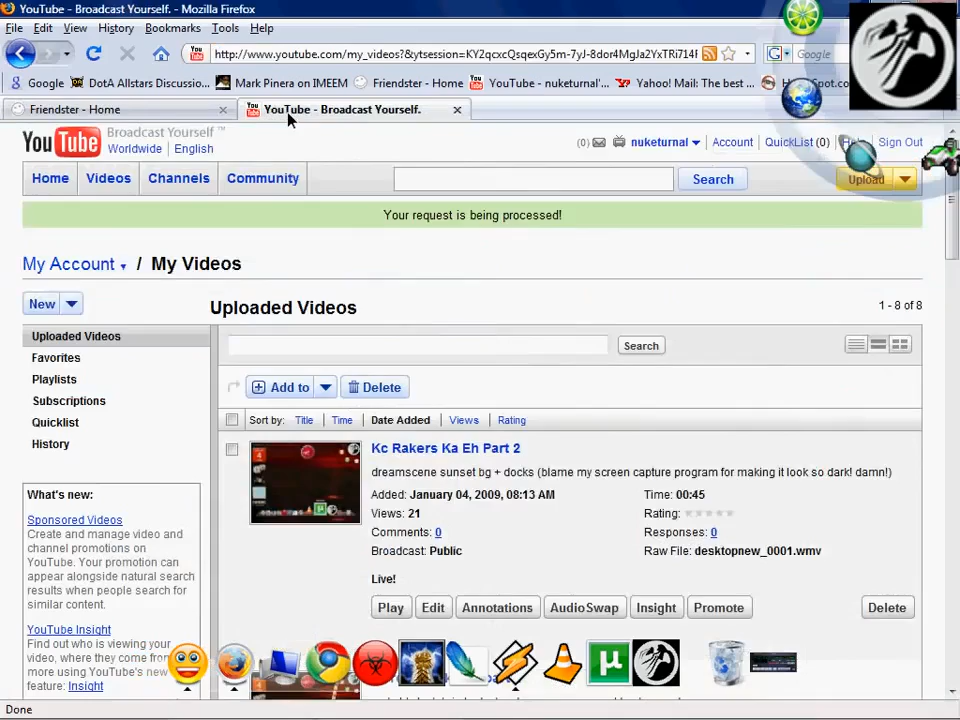 YouTube - Broadcast Yourself. - Mozilla Firefox
File Edit View History Bookmarks Tools Help
http://www.youtube.com/my_videos?&ytsession=KY2qcxcQsqexGy5m-7yJ-8dor4MgJa2YxTRi714F
Google
Google DotA Allstars Discussio... Mark Pinera on IMEEM Friendster - Home YouTube - nuketurnal'... Yahoo! Mail: The best ...
Friendster - Home YouTube - Broadcast Yourself.
YouTube Broadcast Yourself ™
Worldwide English
(0) nuketurnal Account QuickList (0) Sign Out
Home Videos Channels Community Search Upload
Your request is being processed!
My Account / My Videos
New
Uploaded Videos 1 - 8 of 8
Uploaded Videos
Favorites
Playlists
Subscriptions
Quicklist
History
Search
Add to Delete
Sort by: Title Time Date Added Views Rating
Kc Rakers Ka Eh Part 2
dreamscene sunset bg + docks (blame my screen capture program for making it look so dark! damn!)
Added: January 04, 2009, 08:13 AM Time: 00:45
Views: 21 Rating:
Comments: 0 Responses: 0
Broadcast: Public Raw File: desktopnew_0001.wmv
Live!
Play Edit Annotations AudioSwap Insight Promote Delete
What's new:
Sponsored Videos
Create and manage video and
channel promotions on
YouTube. Your promotion can
appear alongside natural search
results when people search for
similar content.
YouTube Insight
Find out who is viewing your
video, where they come from
more using YouTube's new
feature: Insight
Done